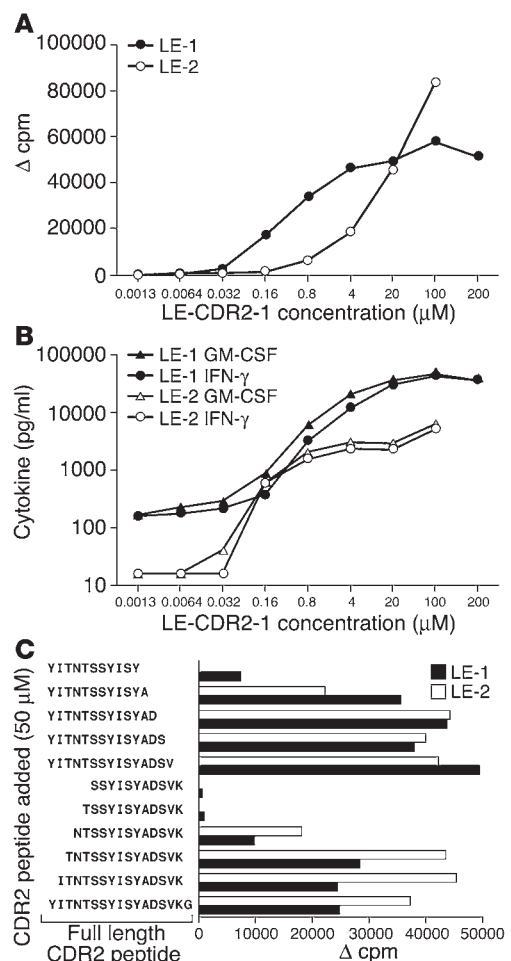 A
LE-1
LE-2
100000
80000
60000
40000
20000
0
Δ cpm
0.0013 0.0064 0.032 0.16 0.8 4 20 100 200
LE-CDR2-1 concentration (μM)
B
LE-1 GM-CSF
LE-1 IFN-γ
LE-2 GM-CSF
LE-2 IFN-γ
100000
10000
1000
100
10
Cytokine (pg/ml)
0.0013 0.0064 0.032 0.16 0.8 4 20 100 200
LE-CDR2-1 concentration (μM)
C
CDR2 peptide added (50 μM)
LE-1
LE-2
YITNTSSYISY
YITNTSSYISYA
YITNTSSYISYAD
YITNTSSYISYADS
YITNTSSYISYADSV
SSYISYADSVK
TSSYISYADSVK
NTSSYISYADSVK
TNTSSYISYADSVK
ITNTSSYISYADSVK
YITNTSSYISYADSVKG
Full length
CDR2 peptide
0 10000 20000 30000 40000 50000
Δ cpm